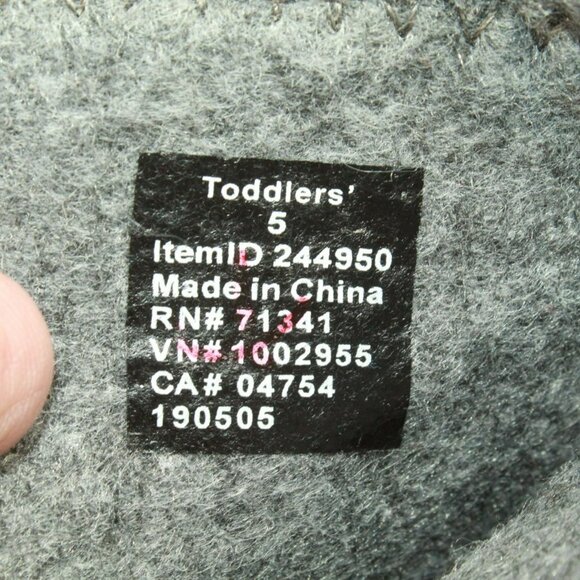 Toddlers'
5
ItemID 244950
Made in China
RN# 71341
VN# 1002955
CA# 04754
190505